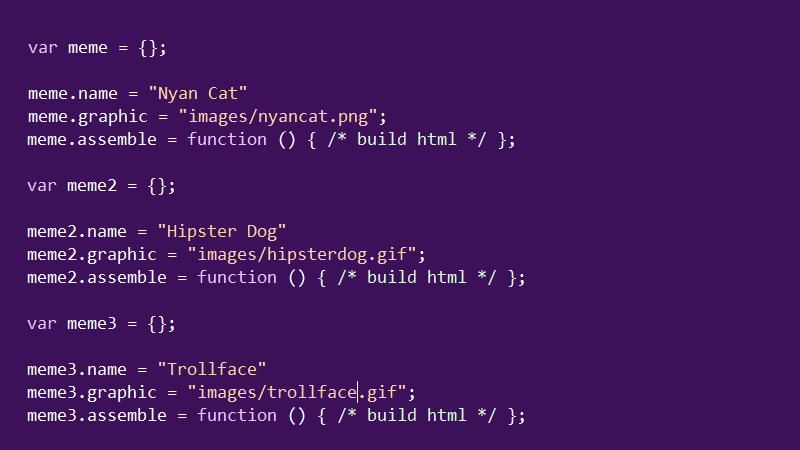 var meme = {};
meme.name = "Nyan Cat"
meme.graphic = "images/nyancat.png";
meme.assemble = function () { /* build html */ };
var meme2 = {};
meme2.name = "Hipster Dog"
meme2.graphic = "images/hipsterdog.gif";
meme2.assemble = function () { /* build html */ };
var meme3 = {};
meme3.name = "Trollface"
meme3.graphic = "images/trollface.gif";
meme3.assemble = function () { /* build html */ };